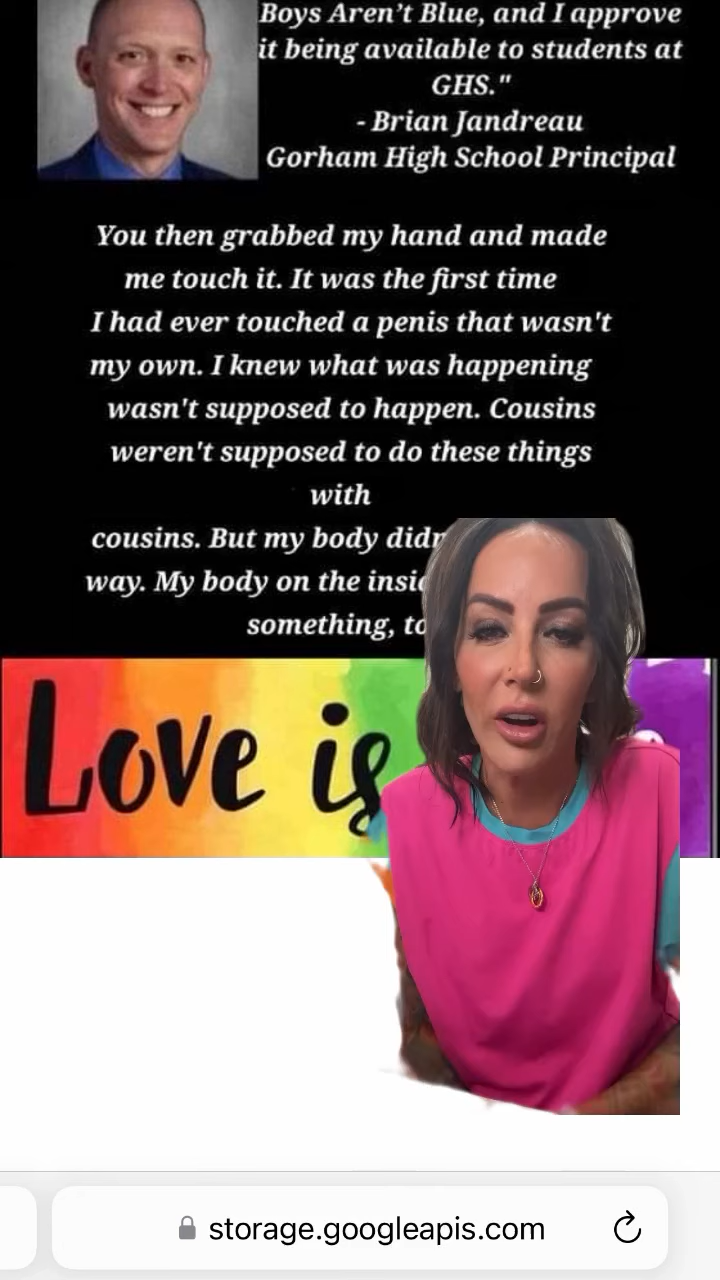 Boys Aren't Blue, and I approve
it being available to students at
GHS."
- Brian Jandreau
Gorham High School Principal
You then grabbed my hand and made
me touch it. It was the first time
I had ever touched a penis that wasn't
my own. I knew what was happening
wasn't supposed to happen. Cousins
weren't supposed to do these things
with
cousins. But my body
way. My body on the
something,
Love is
storage.googleapis.com